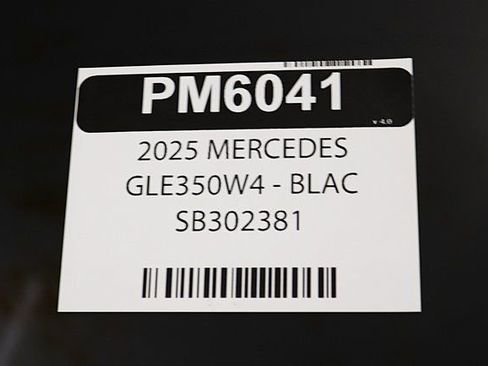 PM6041
v 4.0
2025 MERCEDES
GLE350W4 - BLAC
SB302381